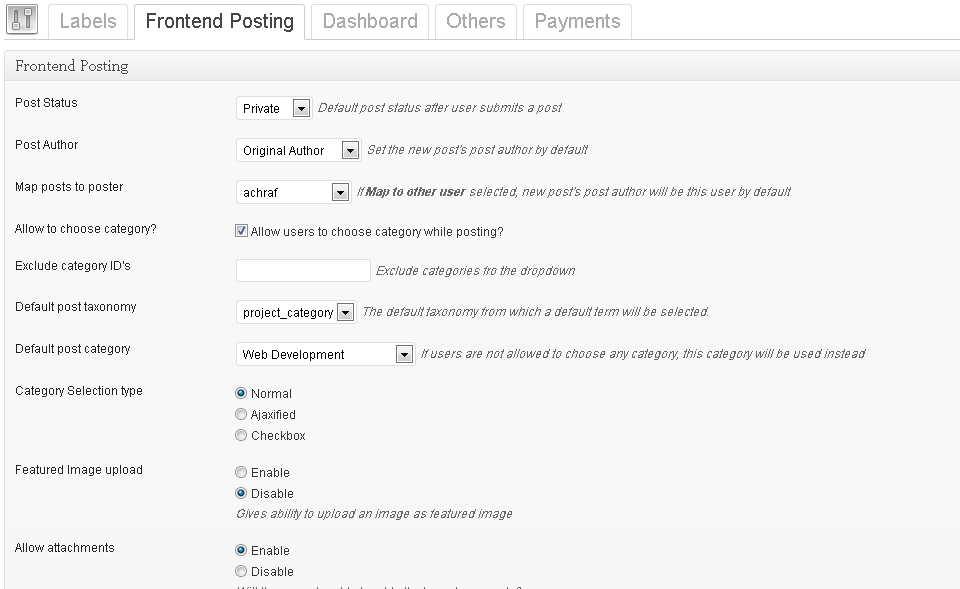 Labels Frontend Posting Dashboard Others Payments
Frontend Posting
Post Status Private Default post status after user submits a post
Post Author Original Author Set the new post's post author by default
Map posts to poster achraf If Map to other user selected, new post's post author will be this user by default
Allow to choose category? Allow users to choose category while posting?
Exclude category ID's Exclude categories fro the dropdown
Default post taxonomy project_category The default taxonomy from which a default term will be selected.
Default post category Web Development If users are not allowed to choose any category, this category will be used instead
Category Selection type Normal
Ajaxified
Checkbox
Featured Image upload Enable
Disable
Gives ability to upload an image as featured image
Allow attachments Enable
Disable